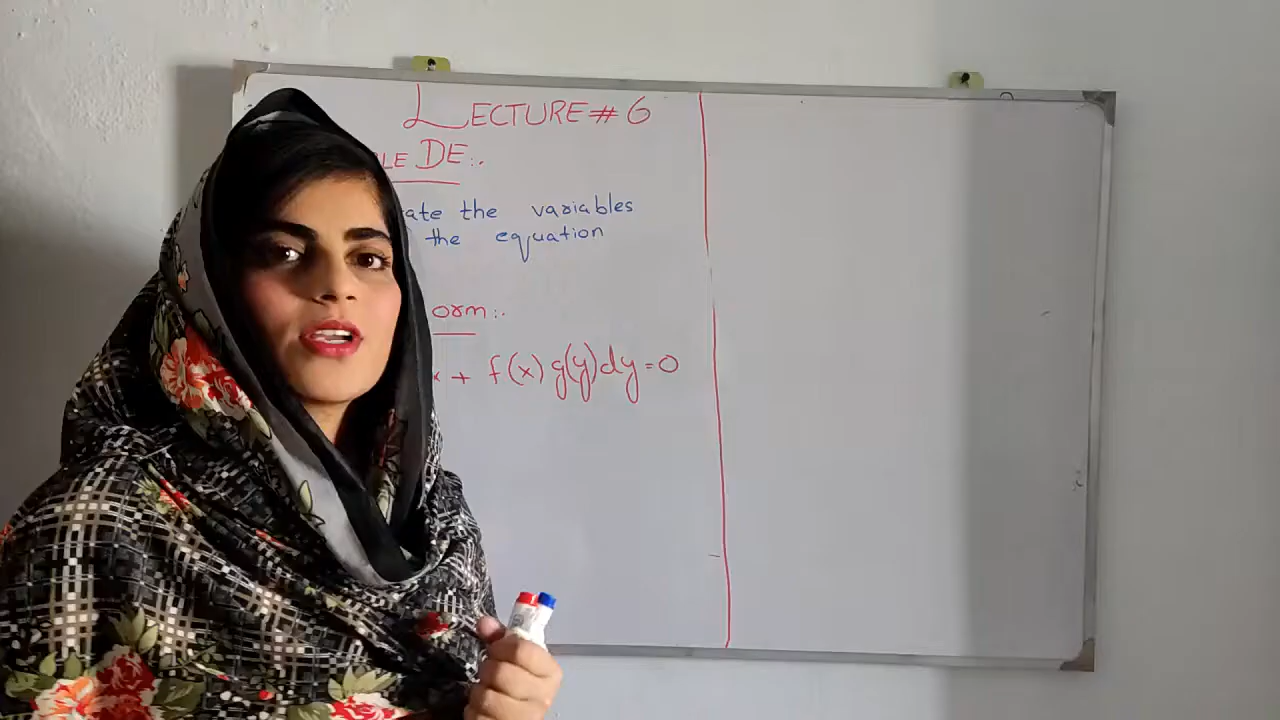 LECTURE # 6
LE DE:.
ate the variables
the equation
orm:.
x + f(x) g(y) dy = 0